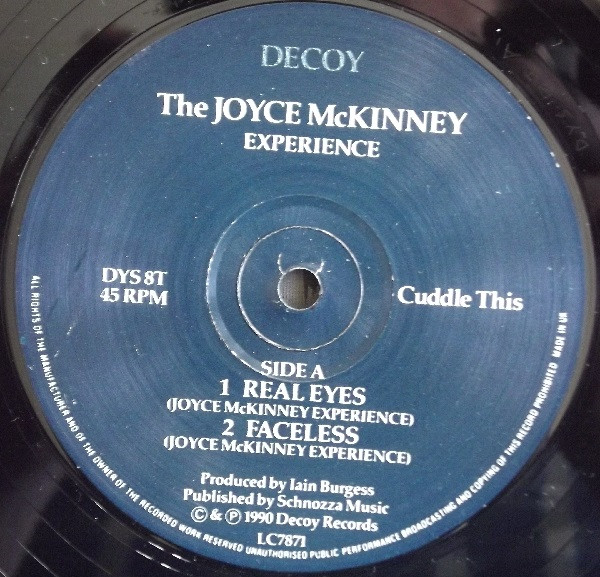 DECOY
The JOYCE McKINNEY
EXPERIENCE
DYS 8T
45 RPM
Cuddle This
SIDE A
1 REAL EYES
(JOYCE McKINNEY EXPERIENCE)
2 FACELESS
(JOYCE McKINNEY EXPERIENCE)
Produced by Iain Burgess
Published by Schnozza Music
© & ℗ 1990 Decoy Records
LC7871
ALL RIGHTS OF THE MANUFACTURER AND OF THE OWNER OF THE RECORDED WORK RESERVED UNAUTHORISED PUBLIC PERFORMANCE BROADCASTING AND COPYING OF THIS RECORD PROHIBITED MADE IN UK